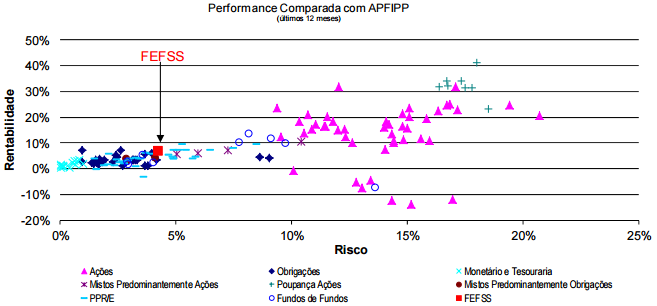 Performance Comparada com APFIPP
(últimos 12 meses)
FEFSS
50%
40%
30%
20%
10%
0%
-10%
-20%
Rentabilidade
0% 5% 10% 15% 20% 25%
Risco
Ações Obrigações Monetário e Tesouraria
Mistos Predominantemente Ações Poupança Ações Mistos Predominantemente Obrigações
PPR/E Fundos de Fundos FEFSS